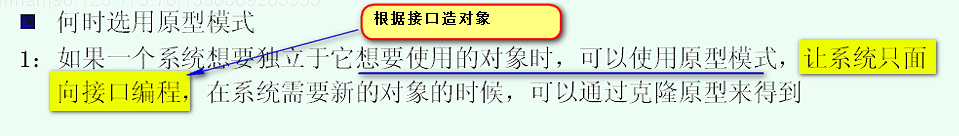 何时选用原型模式
根据接口造对象
1：如果一个系统想要独立于它想要使用的对象时，可以使用原型模式，让系统只面
向接口编程，在系统需要新的对象的时候，可以通过克隆原型来得到